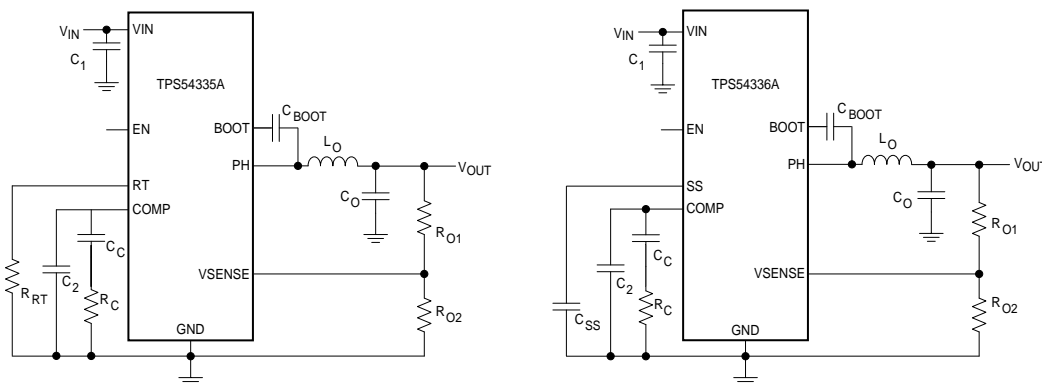 VIN VIN
C1
TPS54335A
CBOOT
EN
BOOT
LO
PH
VOUT
RT
CO
COMP
RO1
CC
VSENSE
C2
RRT
RC
RO2
GND
VIN VIN
C1
TPS54336A
CBOOT
EN
BOOT
LO
PH
VOUT
SS
CO
COMP
RO1
CC
VSENSE
C2
RC
CSS
RO2
GND